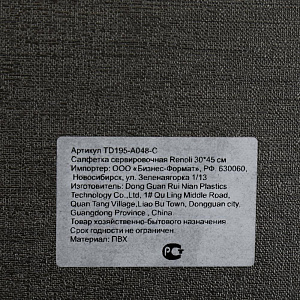 Артикул TD195-A048-C
Салфетка сервировочная Renoli 30*45 см
Импортер: ООО «Бизнес-Формат», РФ, 630060,
Новосибирск, ул. Зеленаягорка 1/13
Изготовитель: Dong Guan Rui Nian Plastics
Technology Co.,Ltd, 1# Qu Ling Middle Road,
Quan Tang Village,Liao Bu Town, Dongguan city,
Guangdong Province , China
Товар хозяйственно-бытового назначения
Срок годности не ограничен.
Материал: ПВХ